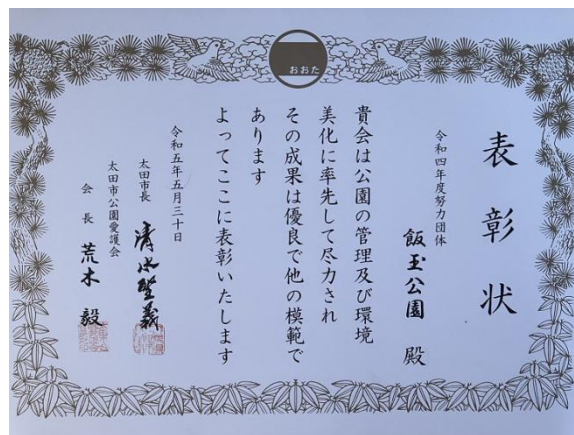 おおた
表彰状
令和四年度努力団体
飯玉公園 殿
貴会は公園の管理及び環境
美化に率先して尽力され
その成果は優良で他の模範で
あります
よってここに表彰いたします
令和五年五月三十日
太田市長 清水聖義
太田市公園愛護会
会長 荒木毅